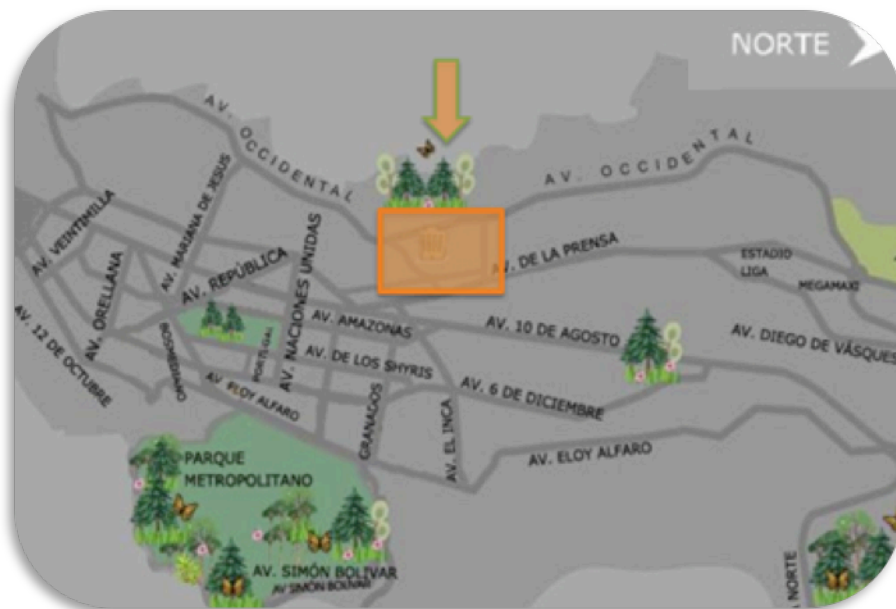 NORTE
AV. OCCIDENTAL
AV. OCCIDENTAL
AV. MARIANA DE JESUS
AV. VEINTIMILLA
AV. REPÚBLICA
AV. NACIONES UNIDAS
AV. DE LA PRENSA
ESTADIO
LIGA
MEGAMAXI
AV. ORELLANA
AV. 12 DE OCTUBRE
BOSMEDIANO
AV. AMAZONAS
AV. 10 DE AGOSTO
AV. DIEGO DE VÁSQUES
PORTUGAL
AV. DE LOS SHYRIS
AV. ELOY ALFARO
AV. 6 DE DICIEMBRE
GRANADOS
AV. EL INCA
AV. ELOY ALFARO
PARQUE
METROPOLITANO
AV. SIMÓN BOLIVAR
AV SIMÓN BOLIVAR
NORTE